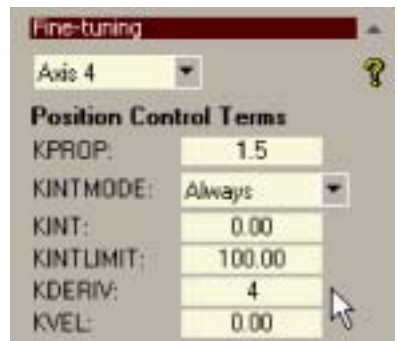 Fine-tuning
Axis 4
?
Position Control Terms
KPROP: 1.5
KINTMODE: Always
KINT: 0.00
KINTLIMIT: 100.00
KDERIV: 4
KVEL: 0.00